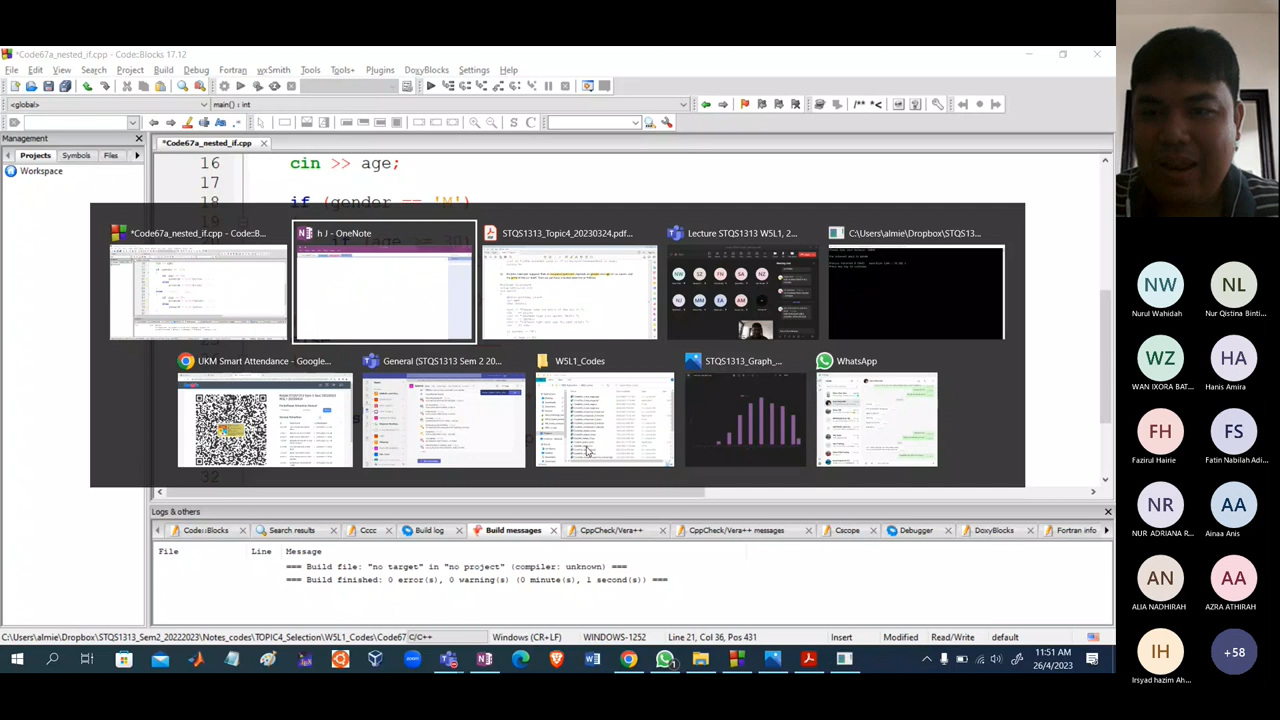 *Code67a_nested_if.cpp - Code::Blocks 17.12
File Edit View Search Project Build Debug Fortran wxSmith Tools Tools+ Plugins DoxyBlocks Settings Help
<global>
main() : int
Management
Projects Symbols Files
Workspace
*Code67a_nested_if.cpp
16 cin >> age;
17
18 if (gender == 'M')
*Code67a_nested_if.cpp - Code::B...
h J - OneNote
STQS1313_Topic4_20230324.pdf...
Lecture STQS1313 W5L1, 2...
C:\Users\almie\Dropbox\STQS13...
UKM Smart Attendance - Google...
General (STQS1313 Sem 2 20...
W5L1_Codes
STQS1313_Graph_...
WhatsApp
32
Logs & others
Code::Blocks Search results Cccc Build log Build messages CppCheck/Vera++ CppCheck/Vera++ messages Cscope Debugger DoxyBlocks Fortran info
File Line Message
=== Build file: "no target" in "no project" (compiler: unknown) ===
=== Build finished: 0 error(s), 0 warning(s) (0 minute(s), 1 second(s)) ===
C:\Users\almie\Dropbox\STQS1313_Sem2_20222023\Notes_codes\TOPIC4_Selection\W5L1_Codes\Code67 C/C++ Windows (CR+LF) WINDOWS-1252 Line 21, Col 36, Pos 431 Insert Modified Read/Write default
11:51 AM
26/4/2023
NW
Nurul Wahidah
NL
Nur Qistina Binti...
WZ
WAN IXORA BAT...
HA
Hanis Amira
FH
Fazirul Hairie
FS
Fatin Nabilah Adi...
NR
NUR ADRIANA R...
AA
Ainaa Anis
AN
ALIA NADHIRAH
AA
AZRA ATHIRAH
IH
Irsyad hazim Ah...
+58